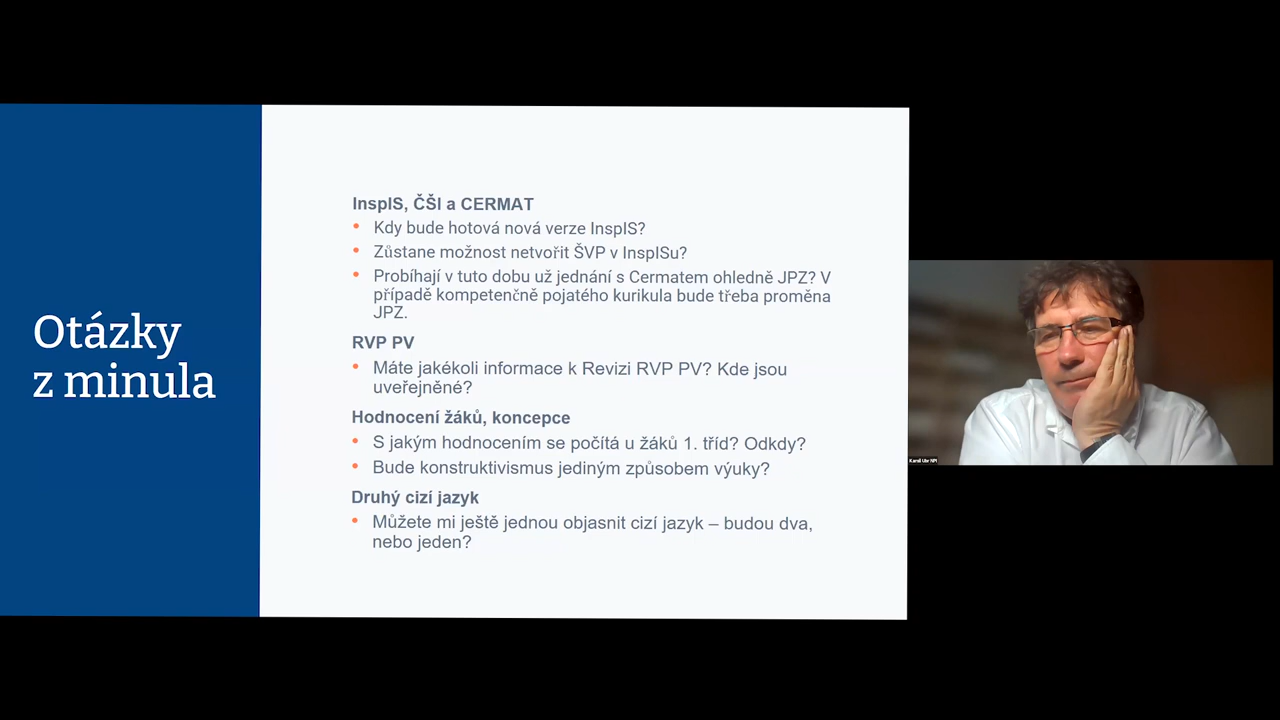 Otázky
z minula
InspIS, ČŠI a CERMAT
• Kdy bude hotová nová verze InspIS?
• Zůstane možnost netvořit ŠVP v InspISu?
• Probíhají v tuto dobu už jednání s Cermatem ohledně JPZ? V
případě kompetenčně pojatého kurikula bude třeba proměna
JPZ.
RVP PV
• Máte jakékoli informace k Revizi RVP PV? Kde jsou
uveřejněné?
Hodnocení žáků, koncepce
• S jakým hodnocením se počítá u žáků 1. tříd? Odkdy?
• Bude konstruktivismus jediným způsobem výuky?
Druhý cizí jazyk
• Můžete mi ještě jednou objasnit cizí jazyk – budou dva,
nebo jeden?
Kamil Uhr NPI